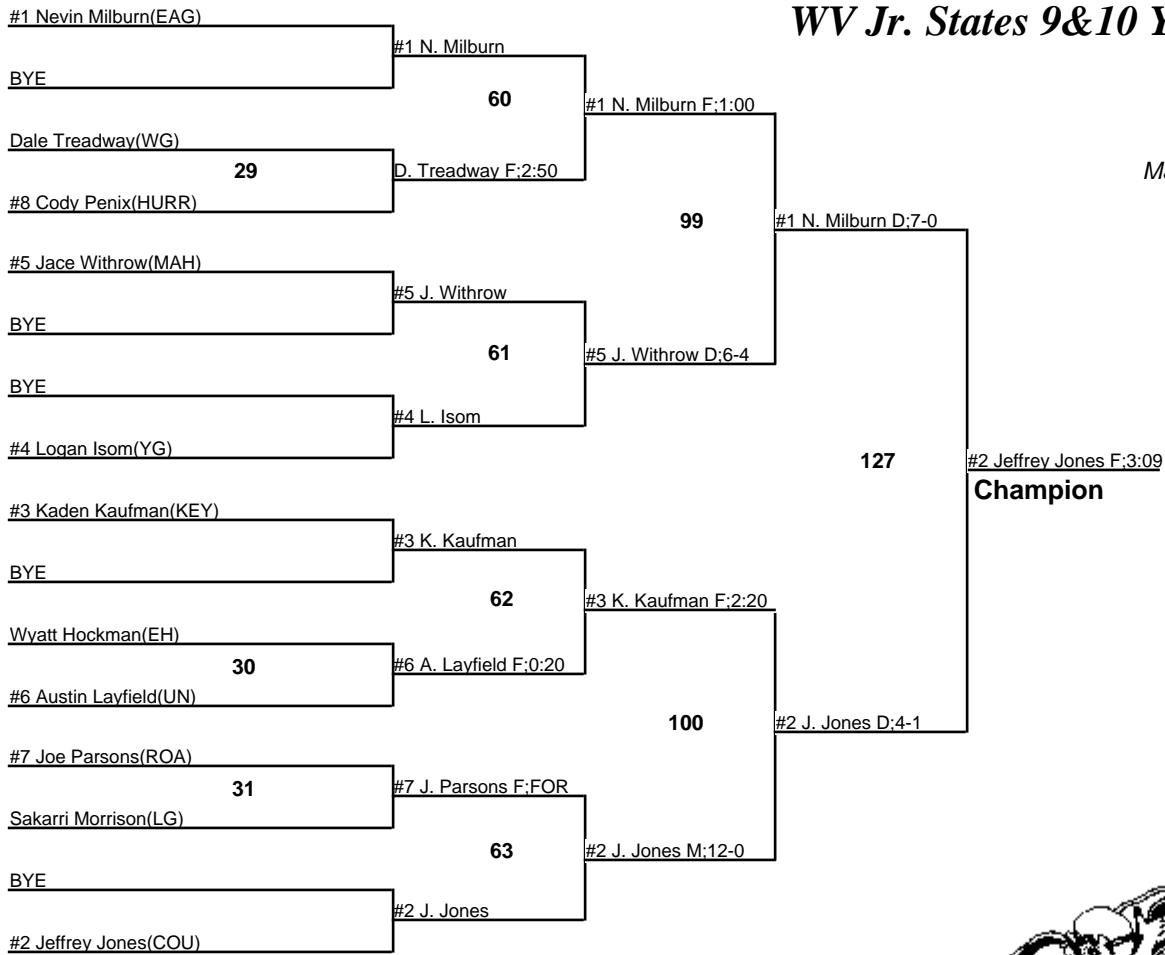 WV Jr. States 9&10 Y
#1 Nevin Milburn(EAG)
#1 N. Milburn
BYE
60
#1 N. Milburn F;1:00
Dale Treadway(WG)
29
D. Treadway F;2:50
#8 Cody Penix(HURR)
99
#1 N. Milburn D;7-0
#5 Jace Withrow(MAH)
#5 J. Withrow
BYE
61
#5 J. Withrow D;6-4
BYE
#4 L. Isom
#4 Logan Isom(YG)
127
#2 Jeffrey Jones F;3:09
Champion
#3 Kaden Kaufman(KEY)
#3 K. Kaufman
BYE
62
#3 K. Kaufman F;2:20
Wyatt Hockman(EH)
30
#6 A. Layfield F;0:20
#6 Austin Layfield(UN)
100
#2 J. Jones D;4-1
#7 Joe Parsons(ROA)
31
#7 J. Parsons F;FOR
Sakarri Morrison(LG)
63
#2 J. Jones M;12-0
BYE
#2 J. Jones
#2 Jeffrey Jones(COU)